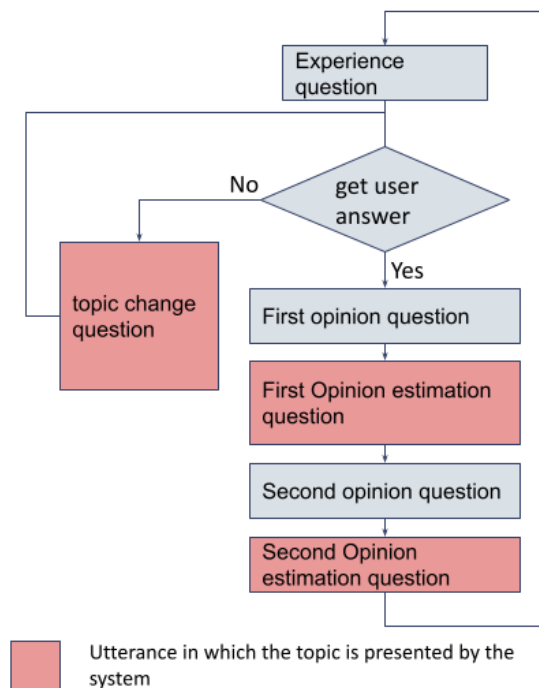 Experience
question
get user
answer
No
Yes
topic change
question
First opinion question
First Opinion estimation
question
Second opinion question
Second Opinion
estimation question
Utterance in which the topic is presented by the
system